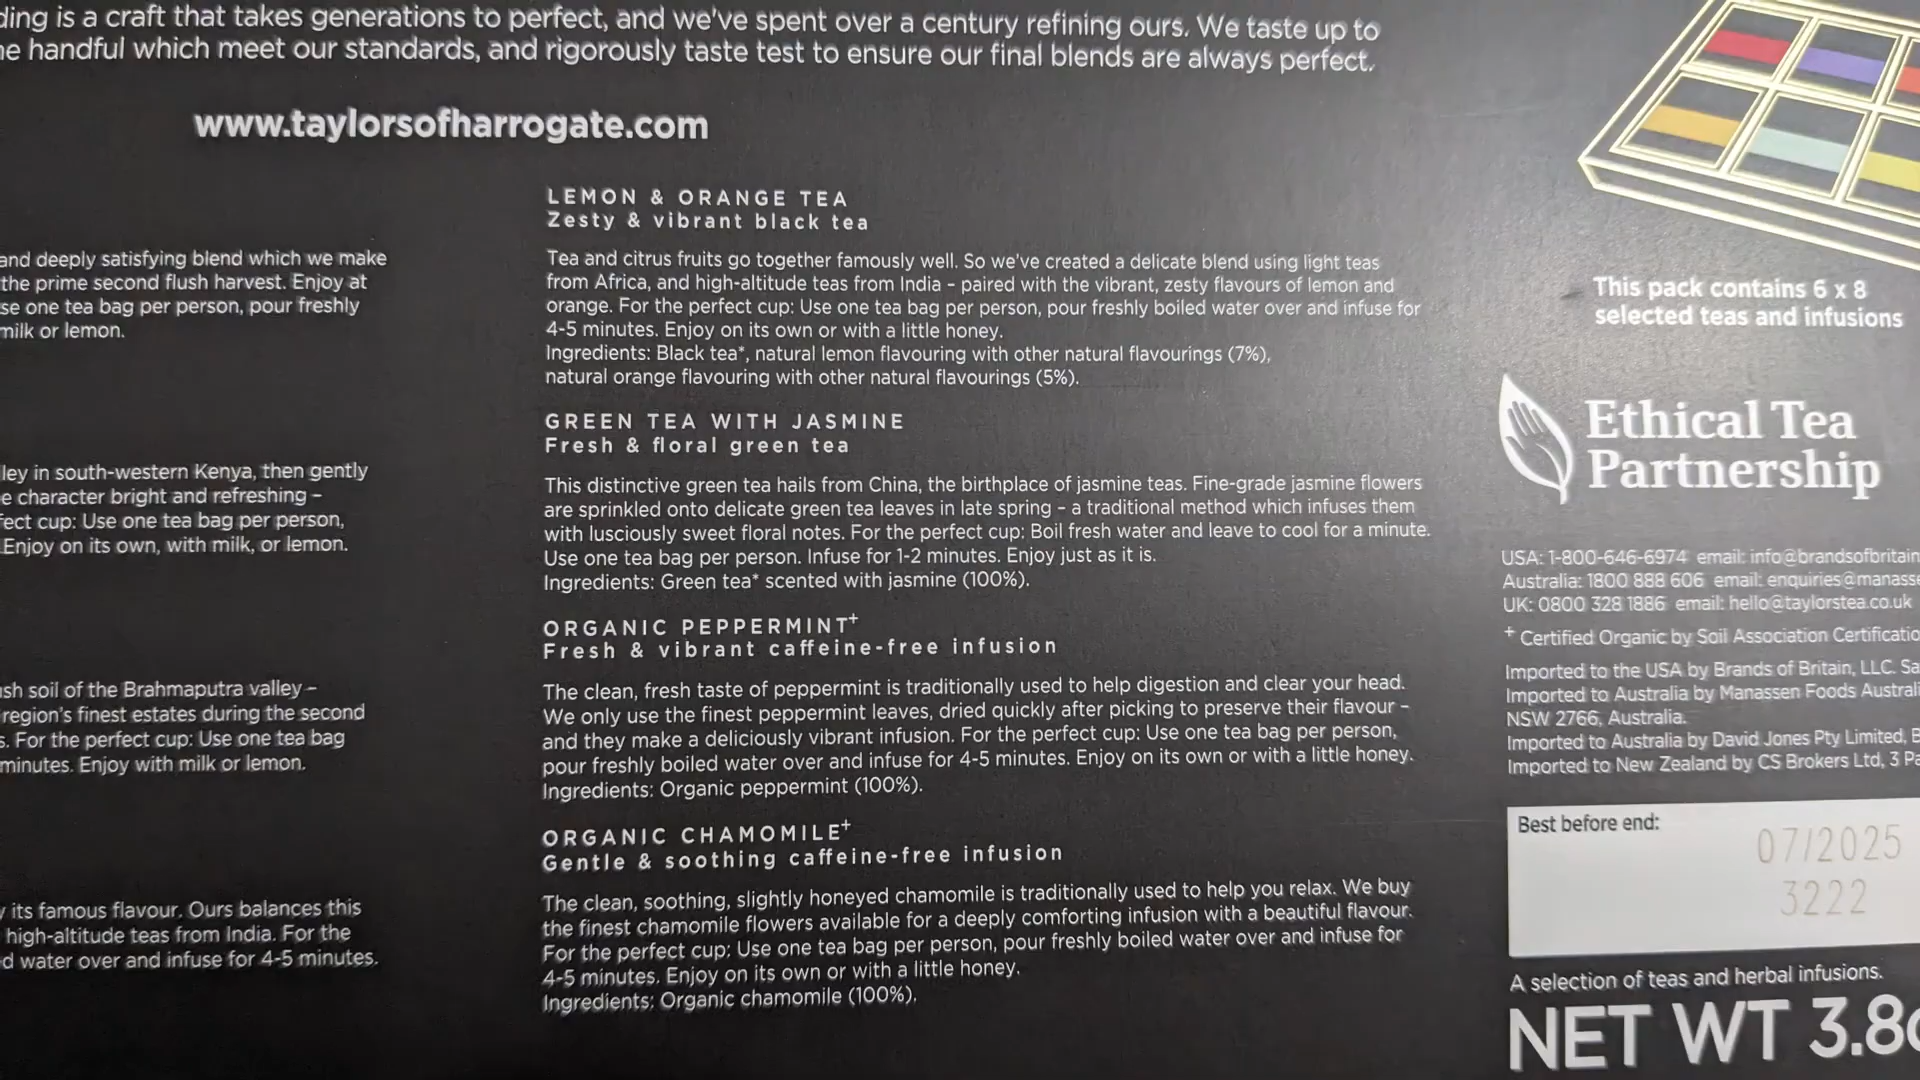 is a craft that takes generations to perfect, and we've spent over a century refining ours. We taste up to
handful which meet our standards, and rigorously taste test to ensure our final blends are always perfect.
www.taylorsofharrogate.com
and deeply satisfying blend which we make
the prime second flush harvest. Enjoy at
one tea bag per person, pour freshly
milk or lemon.
in south-western Kenya, then gently
character bright and refreshing –
cup: Use one tea bag per person,
Enjoy on its own, with milk, or lemon.
soil of the Brahmaputra valley –
region's finest estates during the second
For the perfect cup: Use one tea bag
minutes. Enjoy with milk or lemon.
its famous flavour. Ours balances this
high-altitude teas from India. For the
water over and infuse for 4-5 minutes.
LEMON & ORANGE TEA
Zesty & vibrant black tea
Tea and citrus fruits go together famously well. So we've created a delicate blend using light teas
from Africa, and high-altitude teas from India – paired with the vibrant, zesty flavours of lemon and
orange. For the perfect cup: Use one tea bag per person, pour freshly boiled water over and infuse for
4-5 minutes. Enjoy on its own or with a little honey.
Ingredients: Black tea*, natural lemon flavouring with other natural flavourings (7%),
natural orange flavouring with other natural flavourings (5%).
GREEN TEA WITH JASMINE
Fresh & floral green tea
This distinctive green tea hails from China, the birthplace of jasmine teas. Fine-grade jasmine flowers
are sprinkled onto delicate green tea leaves in late spring – a traditional method which infuses them
with lusciously sweet floral notes. For the perfect cup: Boil fresh water and leave to cool for a minute.
Use one tea bag per person. Infuse for 1-2 minutes. Enjoy just as it is.
Ingredients: Green tea* scented with jasmine (100%).
ORGANIC PEPPERMINT+
Fresh & vibrant caffeine-free infusion
The clean, fresh taste of peppermint is traditionally used to help digestion and clear your head.
We only use the finest peppermint leaves, dried quickly after picking to preserve their flavour –
and they make a deliciously vibrant infusion. For the perfect cup: Use one tea bag per person,
pour freshly boiled water over and infuse for 4-5 minutes. Enjoy on its own or with a little honey.
Ingredients: Organic peppermint (100%).
ORGANIC CHAMOMILE+
Gentle & soothing caffeine-free infusion
The clean, soothing, slightly honeyed chamomile is traditionally used to help you relax. We buy
the finest chamomile flowers available for a deeply comforting infusion with a beautiful flavour.
For the perfect cup: Use one tea bag per person, pour freshly boiled water over and infuse for
4-5 minutes. Enjoy on its own or with a little honey.
Ingredients: Organic chamomile (100%).
This pack contains 6 x 8
selected teas and infusions
Ethical Tea
Partnership
USA: 1-800-646-6974 email: info@brandsofbritain
Australia: 1800 888 606 email: enquiries@manass
UK: 0800 328 1886 email: hello@taylorstea.co.uk
+ Certified Organic by Soil Association
Imported to the USA by Brands of Britain, LLC.
Imported to Australia by Manassen Foods
NSW 2766, Australia.
Imported to Australia by David Jones Pty Limited,
Imported to New Zealand by CS Brokers Ltd, 3
Best before end:
07/2025
3222
A selection of teas and herbal infusions.
NET WT 3.8